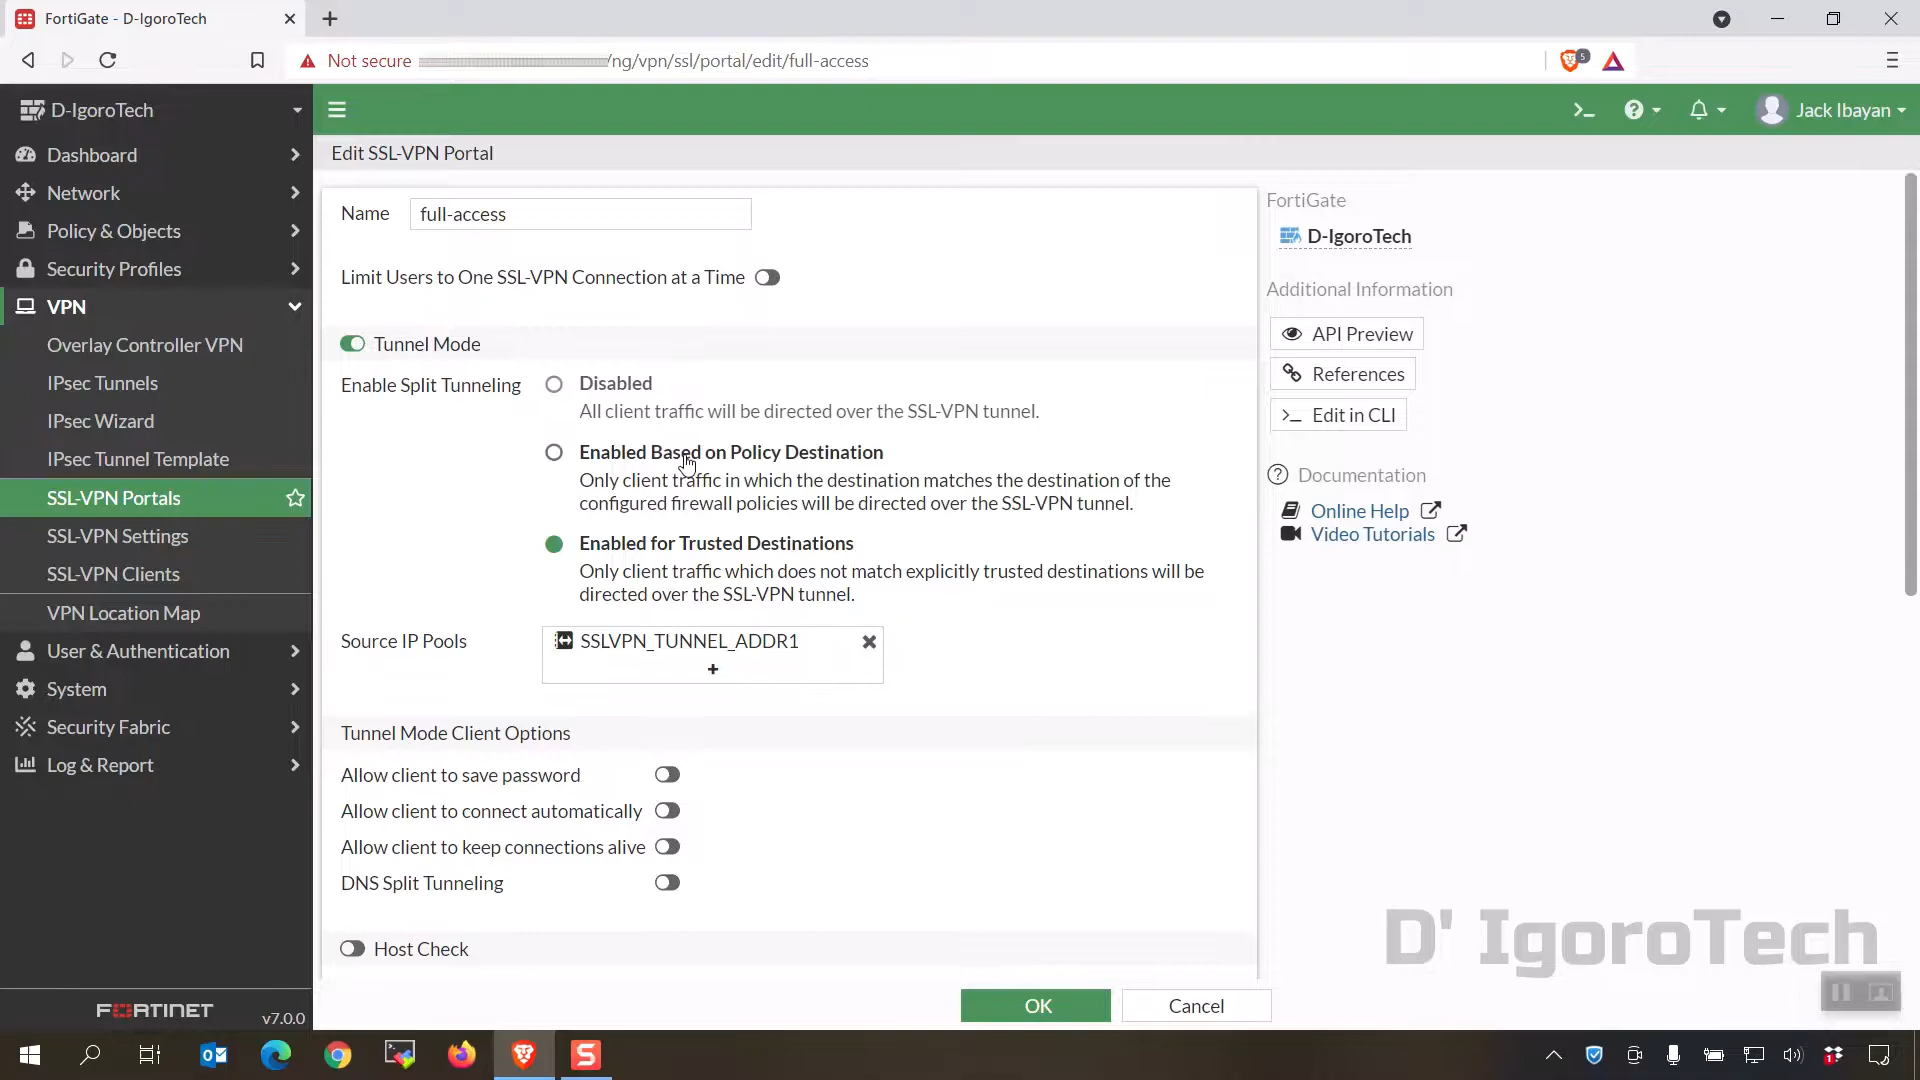 FortiGate - D-IgoroTech
Not secure /ng/vpn/ssl/portal/edit/full-access
5
D-IgoroTech
Jack Ibayan
Dashboard
Network
Policy & Objects
Security Profiles
VPN
Overlay Controller VPN
IPsec Tunnels
IPsec Wizard
IPsec Tunnel Template
SSL-VPN Portals
SSL-VPN Settings
SSL-VPN Clients
VPN Location Map
User & Authentication
System
Security Fabric
Log & Report
FORTINET
v7.0.0
Edit SSL-VPN Portal
Name full-access
Limit Users to One SSL-VPN Connection at a Time
Tunnel Mode
Enable Split Tunneling
Disabled
All client traffic will be directed over the SSL-VPN tunnel.
Enabled Based on Policy Destination
Only client traffic in which the destination matches the destination of the
configured firewall policies will be directed over the SSL-VPN tunnel.
Enabled for Trusted Destinations
Only client traffic which does not match explicitly trusted destinations will be
directed over the SSL-VPN tunnel.
Source IP Pools SSLVPN_TUNNEL_ADDR1
+
Tunnel Mode Client Options
Allow client to save password
Allow client to connect automatically
Allow client to keep connections alive
DNS Split Tunneling
Host Check
OK Cancel
FortiGate
D-IgoroTech
Additional Information
API Preview
References
>_ Edit in CLI
Documentation
Online Help
Video Tutorials
D' IgoroTech
1